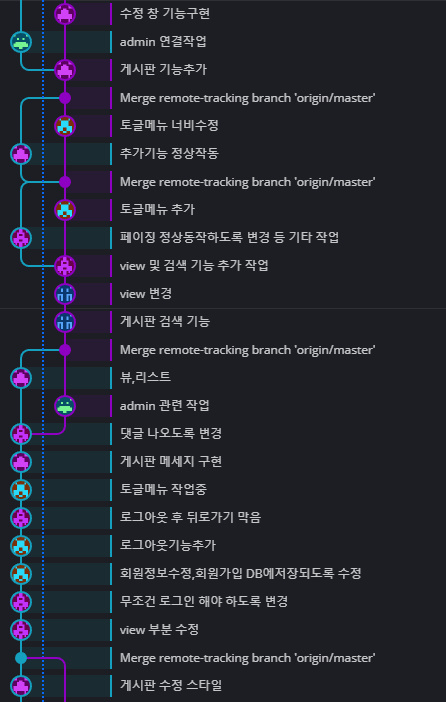 수정 창 기능구현
admin 연결작업
게시판 기능추가
Merge remote-tracking branch 'origin/master'
토글메뉴 너비수정
추가기능 정상작동
Merge remote-tracking branch 'origin/master'
토글메뉴 추가
페이징 정상동작하도록 변경 등 기타 작업
view 및 검색 기능 추가 작업
view 변경
게시판 검색 기능
Merge remote-tracking branch 'origin/master'
뷰,리스트
admin 관련 작업
댓글 나오도록 변경
게시판 메세지 구현
토글메뉴 작업중
로그아웃 후 뒤로가기 막음
로그아웃기능추가
회원정보수정,회원가입 DB에저장되도록 수정
무조건 로그인 해야 하도록 변경
view 부분 수정
Merge remote-tracking branch 'origin/master'
게시판 수정 스타일